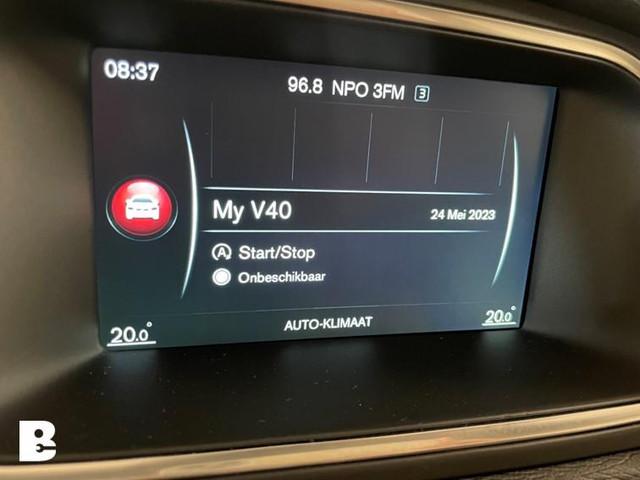 08:37
96.8 NPO 3FM 3
My V40
24 Mei 2023
A Start/Stop
Onbeschikbaar
20.0°
AUTO-KLIMAAT
20.0°
B